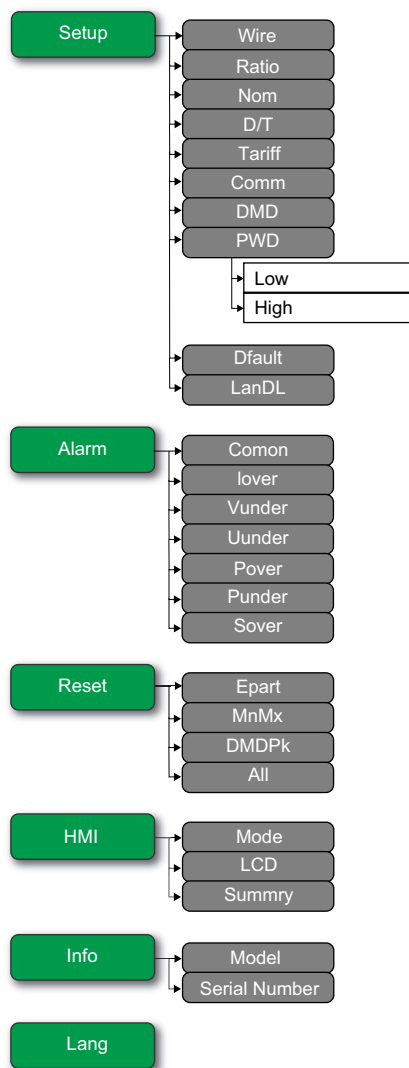 Setup
Wire
Ratio
Nom
D/T
Tariff
Comm
DMD
PWD
Low
High
Dfault
LanDL
Alarm
Comon
Iover
Vunder
Uunder
Pover
Punder
Sover
Reset
Epart
MnMx
DMDPk
All
HMI
Mode
LCD
Summry
Info
Model
Serial Number
Lang